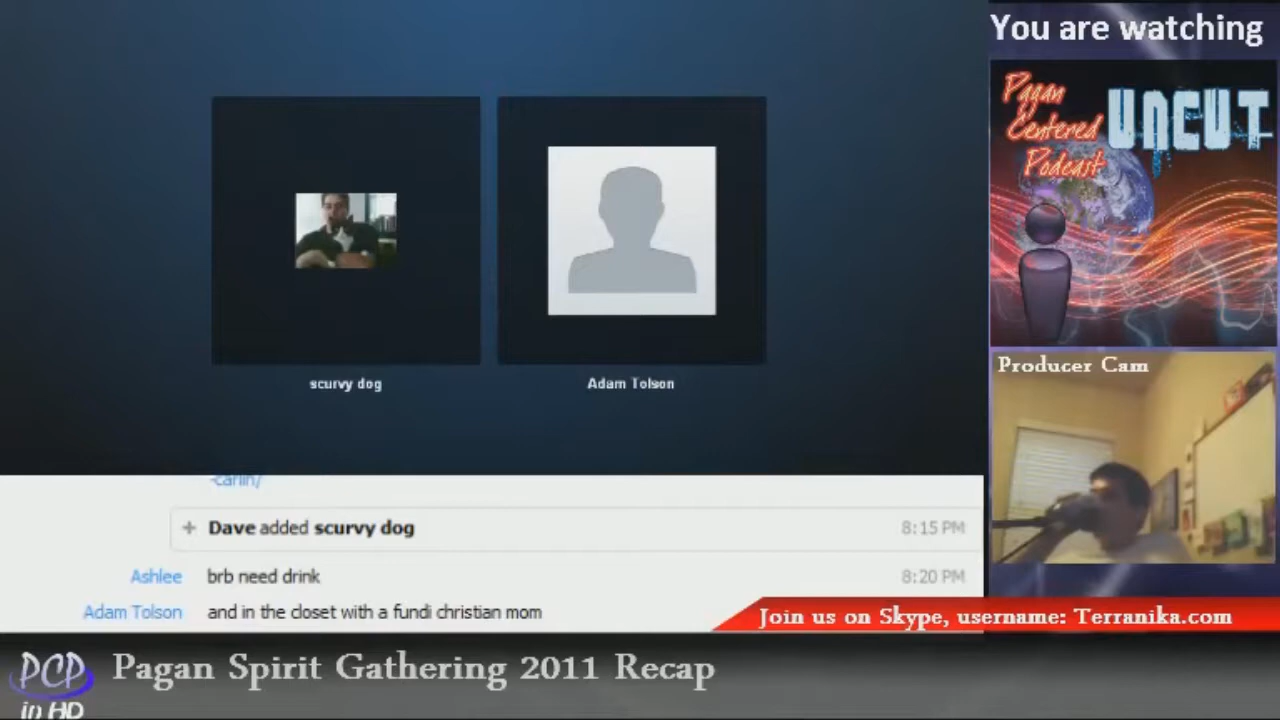 You are watching
Pagan
Centered
Podcast
UNCUT
scurvy dog
Adam Tolson
Producer Cam
-carlin/
Dave added scurvy dog 8:15 PM
Ashlee brb need drink 8:20 PM
Adam Tolson and in the closet with a fundi christian mom
Join us on Skype, username: Terranika.com
PCP
in HD
Pagan Spirit Gathering 2011 Recap